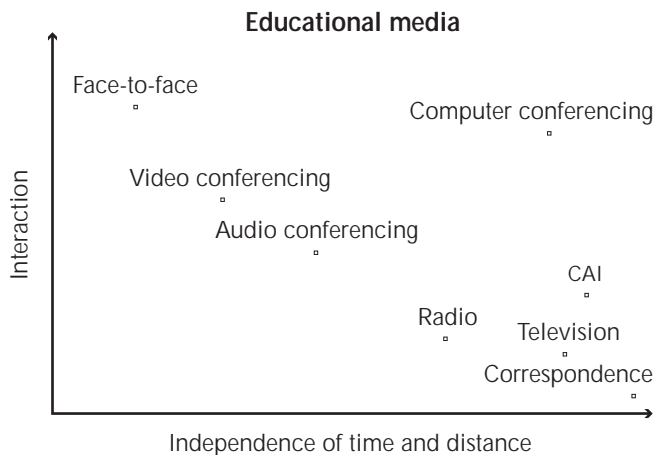 Educational media
Face-to-face
Computer conferencing
Video conferencing
Audio conferencing
CAI
Radio
Television
Correspondence
Interaction
Independence of time and distance